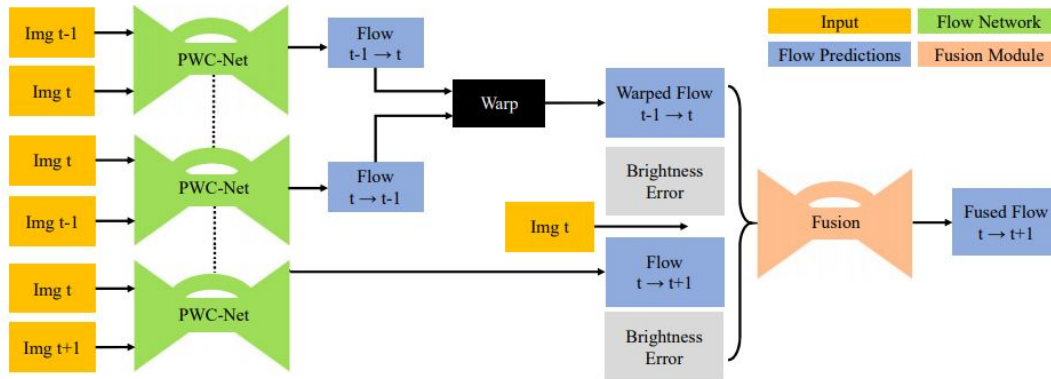 Img t-1
Img t
PWC-Net
Flow
t-1 → t
Img t
Img t-1
PWC-Net
Flow
t → t-1
Img t
Img t+1
PWC-Net
Warp
Warped Flow
t-1 → t
Brightness
Error
Img t
Flow
t → t+1
Brightness
Error
Fusion
Fused Flow
t → t+1
Input
Flow Network
Flow Predictions
Fusion Module